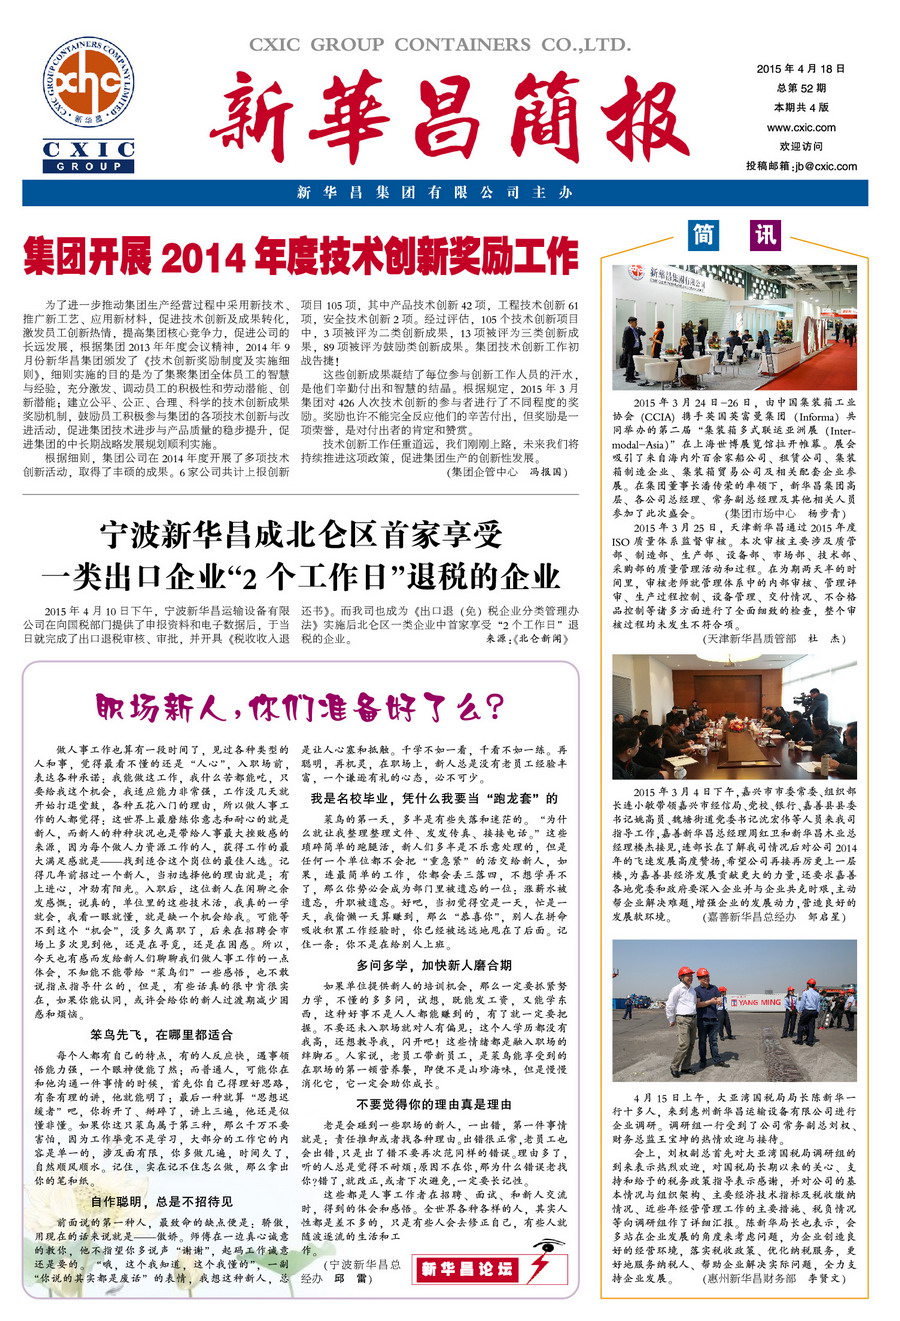 CXIC GROUP CONTAINERS CO.,LTD.
CXIC GROUP CONTAINERS COMPANY LIMITED
cxhc
·新华昌·
CXIC
GROUP
新華昌簡报
2015 年 4 月 18 日
总第 52 期
本期共 4 版
www.cxic.com
欢迎访问
投稿邮箱:jb@cxic.com
新华昌集团有限公司主办
集团开展 2014 年度技术创新奖励工作
为了进一步推动集团生产经营过程中采用新技术、
推广新工艺、应用新材料，促进技术创新及成果转化，
激发员工创新热情，提高集团核心竞争力，促进公司的
长远发展，根据集团 2013 年年度会议精神，2014 年 9
月份新华昌集团颁发了《技术创新奖励制度及实施细
则》，细则实施的目的是为了集聚集团全体员工的智慧
与经验，充分激发、调动员工的积极性和劳动潜能、创
新潜能；建立公平、公正、合理、科学的技术创新成果
奖励机制，鼓励员工积极参与集团的各项技术创新与改
进活动，促进集团技术进步与产品质量的稳步提升，促
进集团的中长期战略发展规划顺利实施。
根据细则，集团公司在 2014 年度开展了多项技术
创新活动，取得了丰硕的成果。6 家公司共计上报创新
项目 105 项，其中产品技术创新 42 项，工程技术创新 61
项，安全技术创新 2 项。经过评估，105 个技术创新项目
中，3 项被评为二类创新成果，13 项被评为三类创新成
果，89 项被评为鼓励类创新成果。集团技术创新工作初
战告捷！
这些创新成果凝结了每位参与创新工作人员的汗水，
是他们辛勤付出和智慧的结晶。根据规定，2015 年 3 月
集团对 426 人次技术创新的参与者进行了不同程度的奖
励。奖励也许不能完全反应他们的辛苦付出，但奖励是一
项荣誉，是对付出者的肯定和赞赏。
技术创新工作任重道远，我们刚刚上路，未来我们将
持续推进这项政策，促进集团生产的创新性发展。
(集团企管中心 冯报国)
宁波新华昌成北仑区首家享受
一类出口企业“2 个工作日”退税的企业
2015 年 4 月 10 日下午，宁波新华昌运输设备有限
公司在向国税部门提供了申报资料和电子数据后，于当
日就完成了出口退税审核、审批，并开具《税收收入退
还书》。而我司也成为《出口退（免）税企业分类管理办
法》实施后北仑区一类企业中首家享受“2 个工作日”退
税的企业。 来源:《北仑新闻》
职场新人，你们准备好了么？
做人事工作也算有一段时间了，见过各种类型的
人和事，觉得最看不懂的还是“人心”，入职场前，
表达各种承诺：我能做这工作，我什么苦都能吃，只
要给我这个机会，我适应能力非常强，工作没几天就
开始打退堂鼓，各种五花八门的理由，所以做人事工
作的人都觉得：这世界上最磨练你意志和耐心的就是
新人，而新人的种种状况也是带给人事最大挫败感的
来源，因为每个做人力资源工作的人，获得工作的最
大满足感就是——找到适合这个岗位的最佳人选。记
得几年前招过一个新人，当初选择他的理由就是：有
上进心，冲劲有阳光。入职后，这位新人在闲聊之余
发感慨：说真的，单位里的这些技术活，我真的一学
就会，我看一眼就懂，就是缺一个机会给我。可能等
不到这个“机会”，没多久离职了，后来在招聘会市
场上多次见到他，还是在寻觅，还是在困惑。所以，
今天也有感而发给新人们聊聊我们做人事工作的一点
体会，不知能不能带给“菜鸟们”一些感悟，也不敢
说指点指导什么的，但是，有些话真的很中肯很实
在，如果你能认同，或许会给你的新人过渡期减少困
惑和烦恼。
笨鸟先飞，在哪里都适合
每个人都有自己的特点，有的人反应快，遇事领
悟能力强，一个眼神便能了然；而普通人，可能你在
和他沟通一件事情的时候，首先你自己得理好思路，
有条有理的讲，他就能明了；最后一种就算“思想迟
缓者”吧，你拆开了、掰碎了，讲上三遍，他还是似
懂非懂。如果你这只菜鸟属于第三种，那么千万不要
害怕，因为工作毕竟不是学习，大部分的工作它的内
容是单一的，涉及面有限，你多做几遍，时间久了，
自然顺风顺水。记住，实在记不住怎么做，那么拿出
你的笔和纸。
自作聪明，总是不招待见
前面说的第一种人，最致命的缺点便是：骄傲，
用现在的话来说就是——傲娇。师傅在一边真心诚意
的教你，他不指望你多说声“谢谢”，起码工作诚意
还是要的。“哦，这个我知道，这个我懂的”，一副
“你说的其实都是废话”的表情，我想这种新人，总
是让人心塞和抵触。千学不如一看，千看不如一练。再
聪明，再机灵，在职场上，新人总是没有老员工经验丰
富，一个谦逊有礼的心态，必不可少。
我是名校毕业，凭什么我要当“跑龙套”的
菜鸟的第一天，多半是有些失落和迷茫的。“为什
么就让我整理整理文件、发发传真、接接电话。”这些
琐碎简单的跑腿活，新人们多半是不乐意处理的，但是
任何一个单位都不会把“重急紧”的活交给新人，如
果，连最简单的工作，你都会丢三落四，不想学弄不
了，那么你势必会成为部门里被遗忘的一位：涨薪水被
遗忘，升职被遗忘。好吧，当初觉得空是一天，忙是一
天，我偷懒一天算赚到，那么“恭喜你”，别人在拼命
吸收积累工作经验时，你已经被远远地甩在了后面。记
住一条：你不是在给别人上班。
多问多学，加快新人磨合期
如果单位提供新人的培训机会，那么一定要抓紧努
力学，不懂的多多问，试想，既能发工资，又能学东
西，这种好事不是人人都能赚到的，有了就一定要把
握。不要还未入职场就对人有偏见：这个人学历都没有
我高，还想教导我，闪开吧！这些情绪都是融入职场的
绊脚石。人家说，老员工带新员工，是菜鸟能享受到的
在职场的第一顿营养餐，即便不是山珍海味，但是慢慢
消化它，它一定会助你成长。
不要觉得你的理由真是理由
老是会碰到一些职场的新人，一出错，第一件事情
就是：责任推卸或者找各种理由。出错很正常，老员工也
会出错，只是出了错不要再次范同样的错误。理由多了，
听的人总是觉得不耐烦：原因不在你，那为什么错误老找
你?错了，就改正，或者下次避免，一定要长记性。
这些都是人事工作者在招聘、面试、和新人交流
时，得到的体会和感悟。全世界各种各样的人，其实人
性都是差不多的，只是有些人会去修正自己，有些人就
随波逐流的生活和工
作。
(宁波新华昌总
经办 邱 雷)
新华昌论坛
简 讯
新華昌集团有限公司
2015 年 3 月 24 日-26 日，由中国集装箱工业
协会 (CCIA) 携手英国英富曼集团 (Informa) 共
同举办的第二届“集装箱多式联运亚洲展 (Inter-
modal-Asia)”在上海世博展览馆拉开帷幕。展会
吸引了来自海内外百余家船公司、租赁公司、集装
箱制造企业、集装箱贸易公司及相关配套企业参
展。在集团董事长潘传荣的率领下，新华昌集团高
层、各公司总经理、常务副总经理及其他相关人员
参加了此次盛会。 (集团市场中心 杨步青)
2015 年 3 月 25 日，天津新华昌通过 2015 年度
ISO 质量体系监督审核。本次审核主要涉及质管
部、制造部、生产部、设备部、市场部、技术部、
采购部的质量管理活动和过程。在为期两天半的时
间里，审核老师就管理体系中的内部审核、管理评
审、生产过程控制、设备管理、交付情况、不合格
品控制等诸多方面进行了全面细致的检查，整个审
核过程均未发生不符合项。
(天津新华昌质管部 杜 杰)
2015 年 3 月 4 日下午，嘉兴市市委常委、组织部
长连小敏带领嘉兴市经信局、党校、银行、嘉善县县委
书记姚高员、魏塘街道党委书记沈宏伟等人员来我司
指导工作，嘉善新华昌总经理周红卫和新华昌木业总
经理楼杰接见，连部长在了解我司情况后对公司 2014
年的飞速发展高度赞扬，希望公司再接再厉更上一层
楼，为嘉善县经济发展贡献更大的力量，还要求嘉善
各地党委和政府要深入企业并与企业共克时艰，主动
帮企业解决难题，增强企业的发展动力，营造良好的
发展软环境。 (嘉善新华昌总经办 邹启星)
YANG MING
4 月 15 日上午，大亚湾国税局局长陈新华一
行十多人，来到惠州新华昌运输设备有限公司进行
企业调研。调研组一行受到了公司常务副总刘权、
财务总监王宝坤的热情欢迎与接待。
会上，刘权副总首先对大亚湾国税局调研组的
到来表示热烈欢迎，对国税局长期以来的关心、支
持和给予的税务政策指导表示感谢，并对公司的基
本情况与组织架构、主要经济技术指标及税收缴纳
情况、近些年经营管理工作的主要措施、税负情况
等向调研组作了详细汇报。陈新华局长也表示，会
多站在企业发展的角度来考虑问题，为企业创造良
好的经营环境，落实税收政策、优化纳税服务，更
好地服务纳税人、帮助企业解决实际问题，全力支
持企业发展。 (惠州新华昌财务部 李贤文)